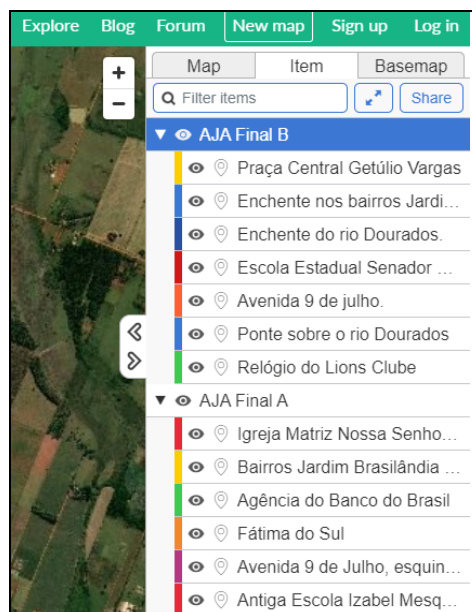 Explore Blog Forum New map Sign up Log in
+
Map Item Basemap
−
Filter items Share
AJA Final B
Praça Central Getúlio Vargas
Enchente nos bairros Jardi...
Enchente do rio Dourados.
Escola Estadual Senador ...
Avenida 9 de julho.
Ponte sobre o rio Dourados
Relógio do Lions Clube
AJA Final A
Igreja Matriz Nossa Senho...
Bairros Jardim Brasilândia ...
Agência do Banco do Brasil
Fátima do Sul
Avenida 9 de Julho, esquin...
Antiga Escola Izabel Mesq...